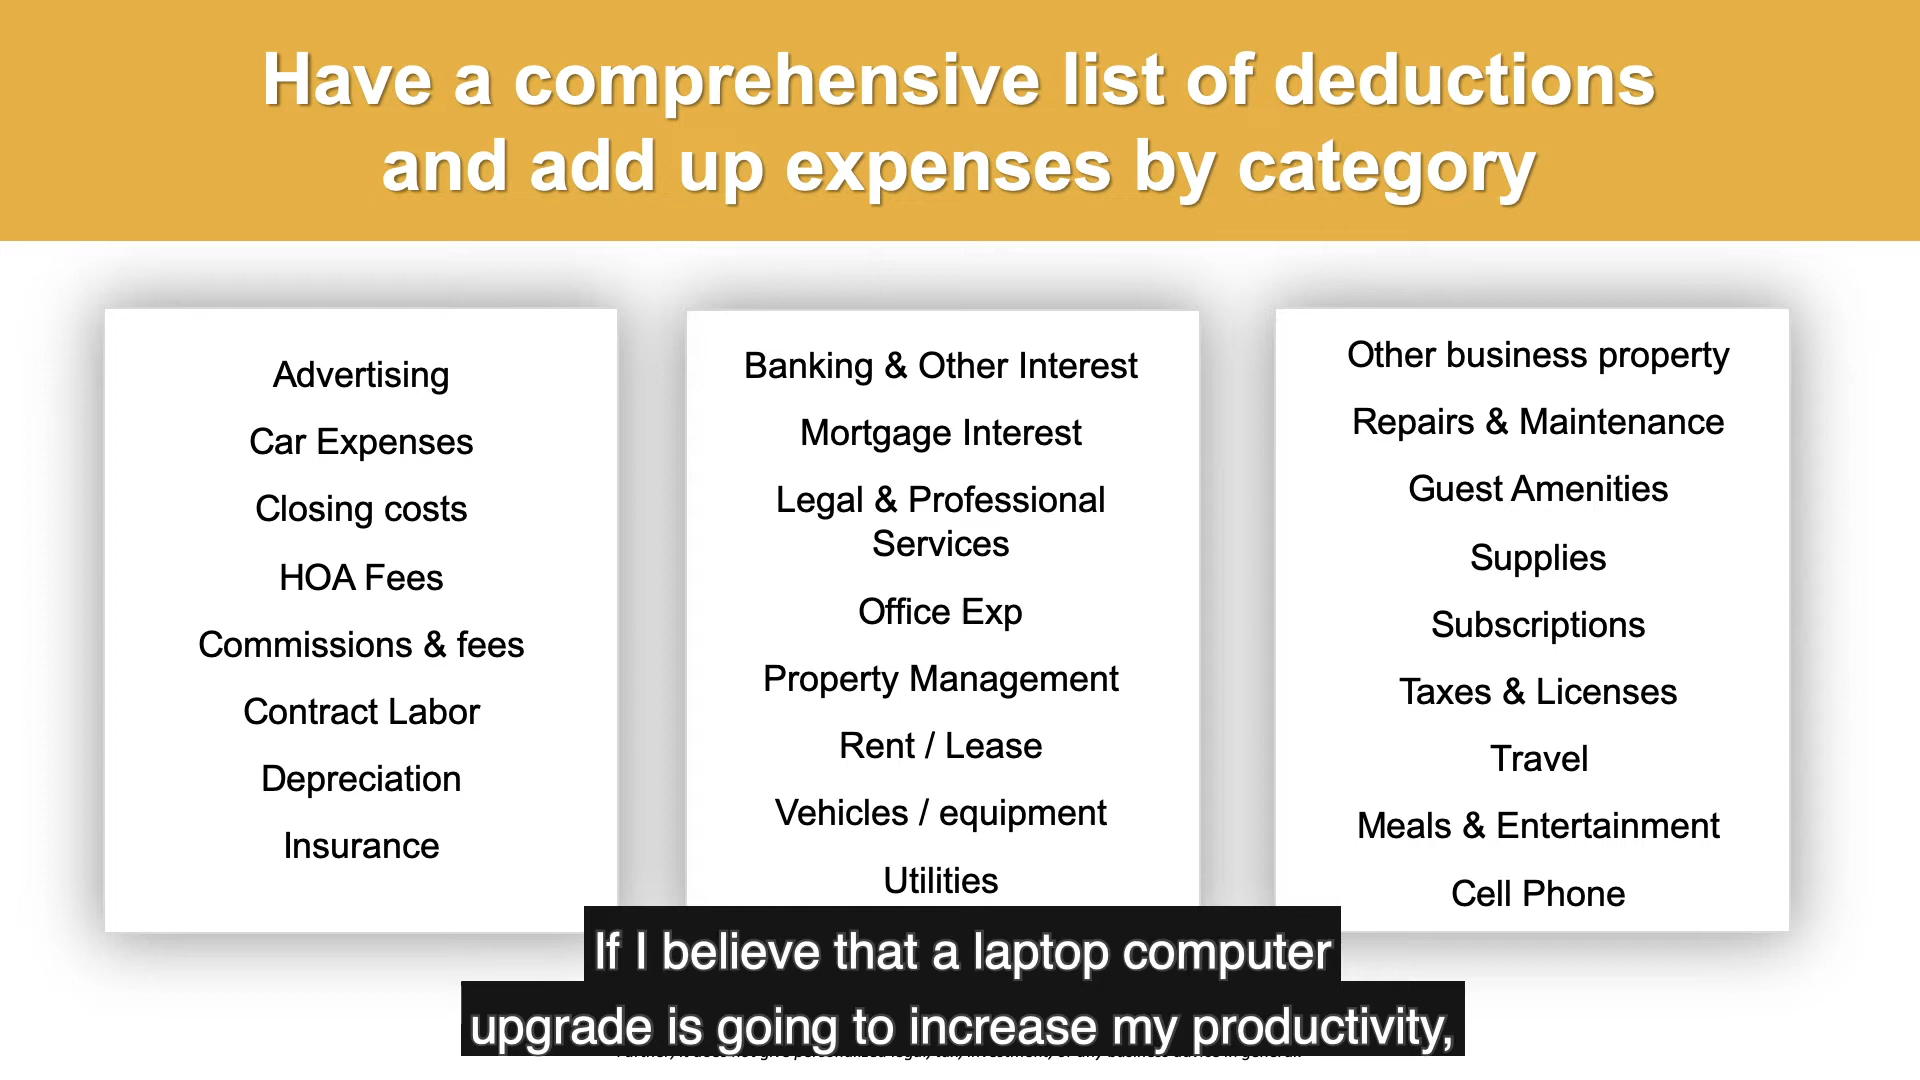 Have a comprehensive list of deductions
and add up expenses by category
Advertising
Car Expenses
Closing costs
HOA Fees
Commissions & fees
Contract Labor
Depreciation
Insurance
Banking & Other Interest
Mortgage Interest
Legal & Professional
Services
Office Exp
Property Management
Rent / Lease
Vehicles / equipment
Utilities
Other business property
Repairs & Maintenance
Guest Amenities
Supplies
Subscriptions
Taxes & Licenses
Travel
Meals & Entertainment
Cell Phone
If I believe that a laptop computer
upgrade is going to increase my productivity,